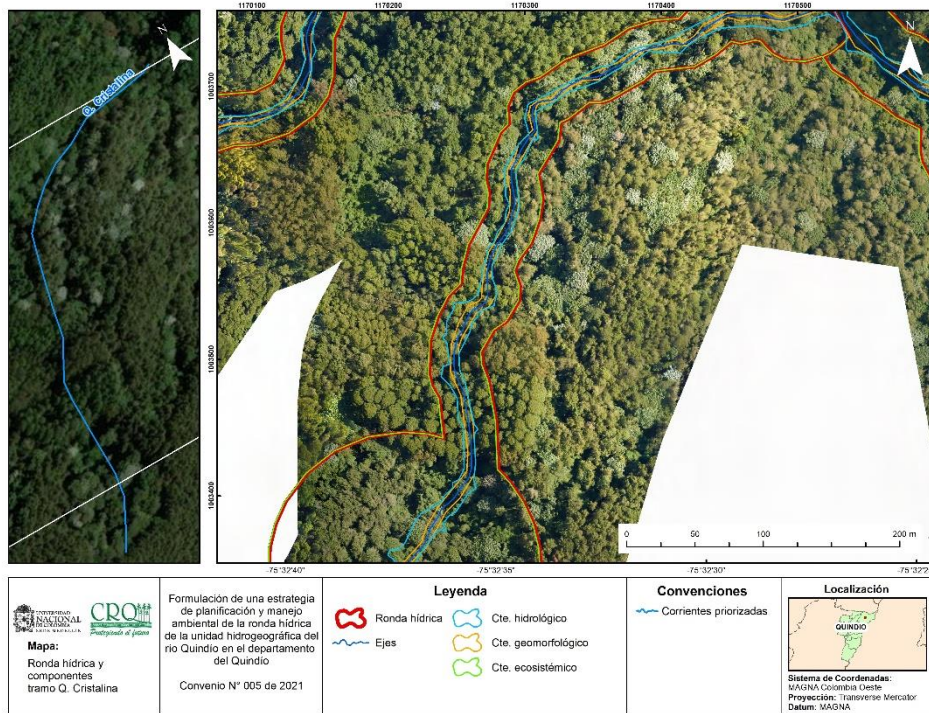 1170100
1170200
1170300
1170400
1170500
N
Q. Cristalina
N
1003700
1003600
1003500
1003400
0
50
100
200 m
-75°32'40"
-75°32'35"
-75°32'30"
-75°32'2
UNIVERSIDAD
NACIONAL
DE COLOMBIA
CRQ
Protegiendo el futuro
Mapa:
Ronda hídrica y
componentes
tramo Q. Cristalina
Formulación de una estrategia
de planificación y manejo
ambiental de la ronda hídrica
de la unidad hidrogeográfica del
río Quindío en el departamento
del Quindío
Convenio N° 005 de 2021
Leyenda
Ronda hídrica
Ejes
Cte. hidrológico
Cte. geomorfológico
Cte. ecosistémico
Convenciones
Corrientes priorizadas
Localización
QUINDÍO
Sistema de Coordenadas:
MAGNA Colombia Oeste
Proyección: Transverse Mercator
Datum: MAGNA